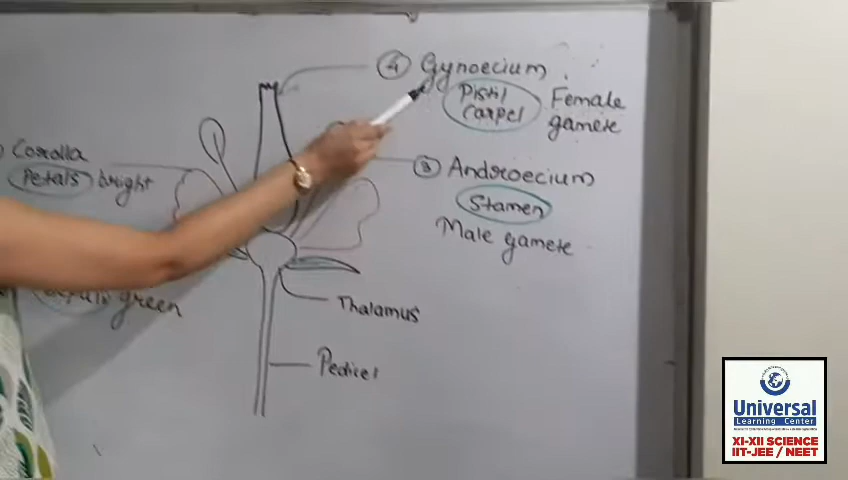 4 Gynoecium
Pistil
Carpel
Female
gamete
Corolla
Petals bright
3 Androecium
Stamen
Male gamete
green
Thalamus
Pedicel
Universal
Learning Center
XI-XII SCIENCE
IIT-JEE / NEET